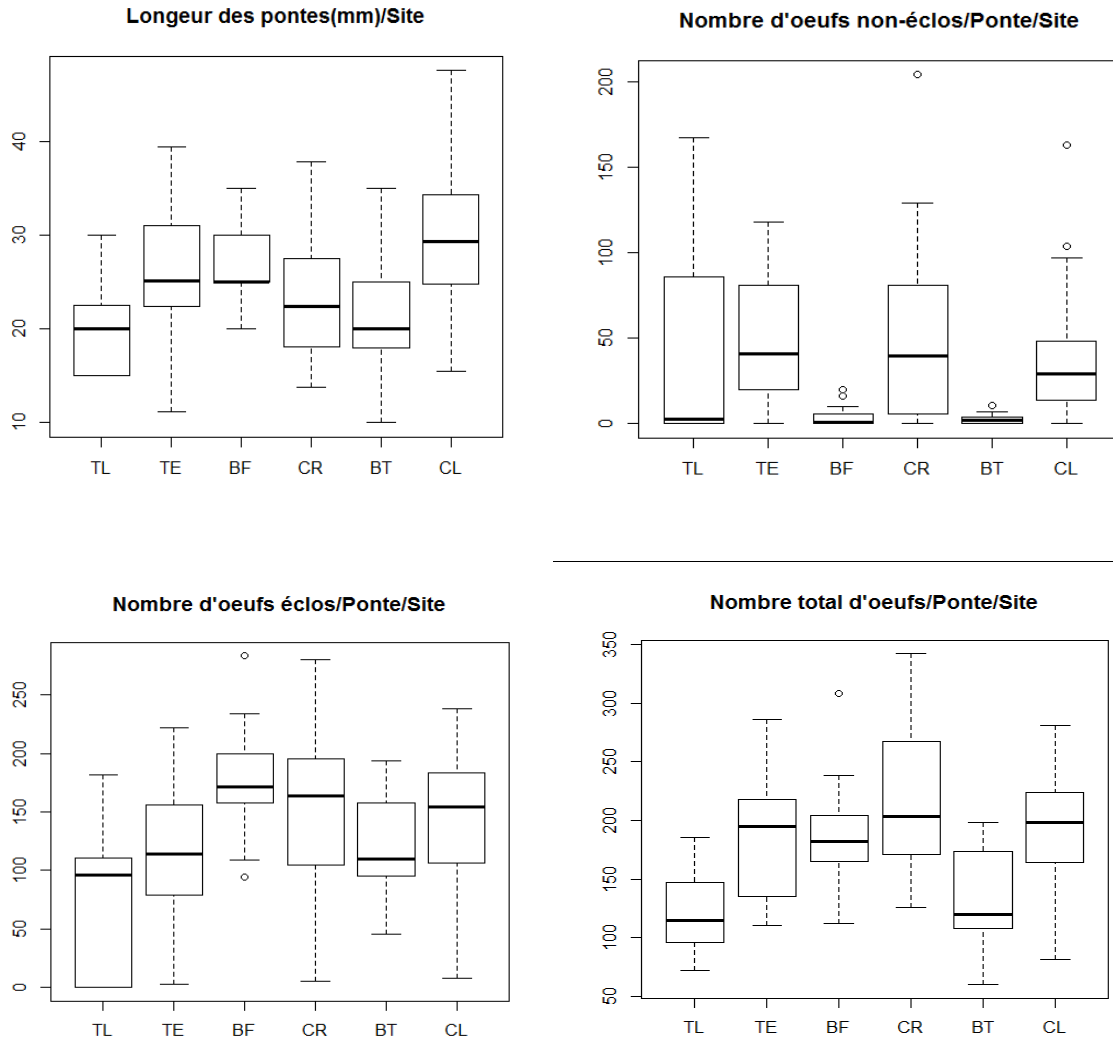 Longeur des pontes(mm)/Site
40
30
20
10
TL TE BF CR BT CL
Nombre d'oeufs non-éclos/Ponte/Site
200
150
100
50
0
TL TE BF CR BT CL
Nombre d'oeufs éclos/Ponte/Site
250
200
150
100
50
0
TL TE BF CR BT CL
Nombre total d'oeufs/Ponte/Site
350
300
250
200
150
100
50
TL TE BF CR BT CL